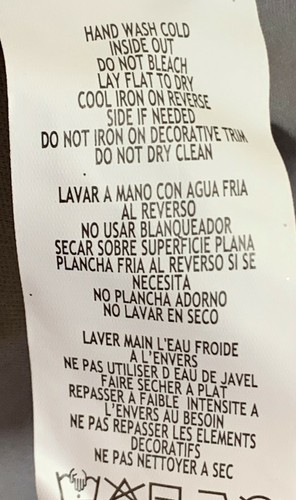 HAND WASH COLD
INSIDE OUT
DO NOT BLEACH
LAY FLAT TO DRY
COOL IRON ON REVERSE
SIDE IF NEEDED
DO NOT IRON ON DECORATIVE TRIM
DO NOT DRY CLEAN
LAVAR A MANO CON AGUA FRIA
AL REVERSO
NO USAR BLANQUEADOR
SECAR SOBRE SUPERFICIE PLANA
PLANCHA FRIA AL REVERSO SI SE
NECESITA
NO PLANCHA ADORNO
NO LAVAR EN SECO
LAVER MAIN L'EAU FROIDE
A L'ENVERS
NE PAS UTILISER D EAU DE JAVEL
FAIRE SECHER A PLAT
REPASSER A FAIBLE INTENSITE A
L'ENVERS AU BESOIN
NE PAS REPASSER LES ELEMENTS
DECORATIFS
NE PAS NETTOYER A SEC